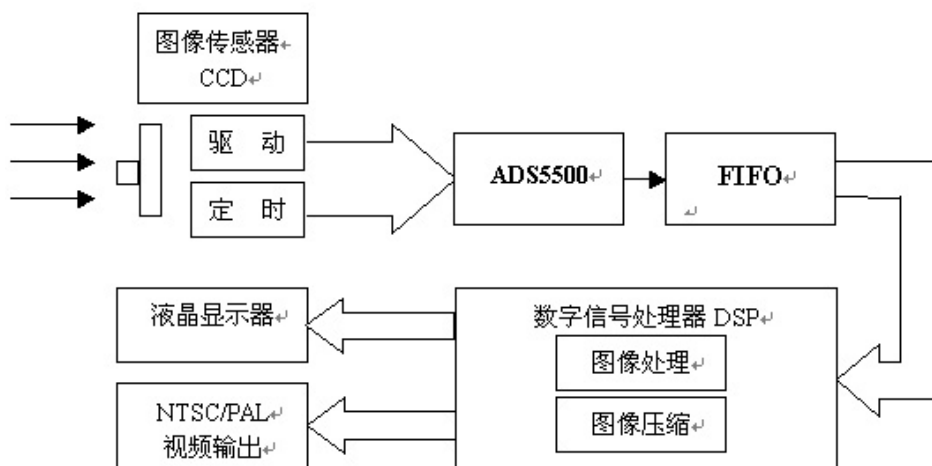 图像传感器
CCD
驱 动
定 时
ADS5500
FIFO
液晶显示器
数字信号处理器 DSP
图像处理
NTSC/PAL
视频输出
图像压缩